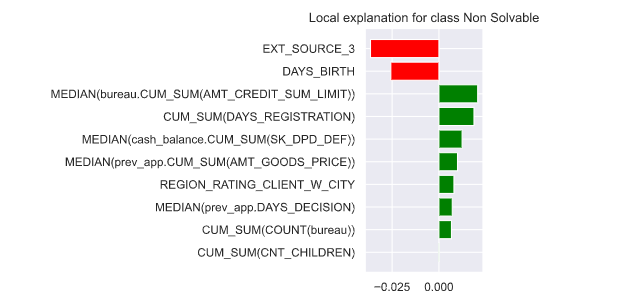 Local explanation for class Non Solvable
EXT_SOURCE_3
DAYS_BIRTH
MEDIAN(bureau.CUM_SUM(AMT_CREDIT_SUM_LIMIT))
CUM_SUM(DAYS_REGISTRATION)
MEDIAN(cash_balance.CUM_SUM(SK_DPD_DEF))
MEDIAN(prev_app.CUM_SUM(AMT_GOODS_PRICE))
REGION_RATING_CLIENT_W_CITY
MEDIAN(prev_app.DAYS_DECISION)
CUM_SUM(COUNT(bureau))
CUM_SUM(CNT_CHILDREN)
−0.025 0.000